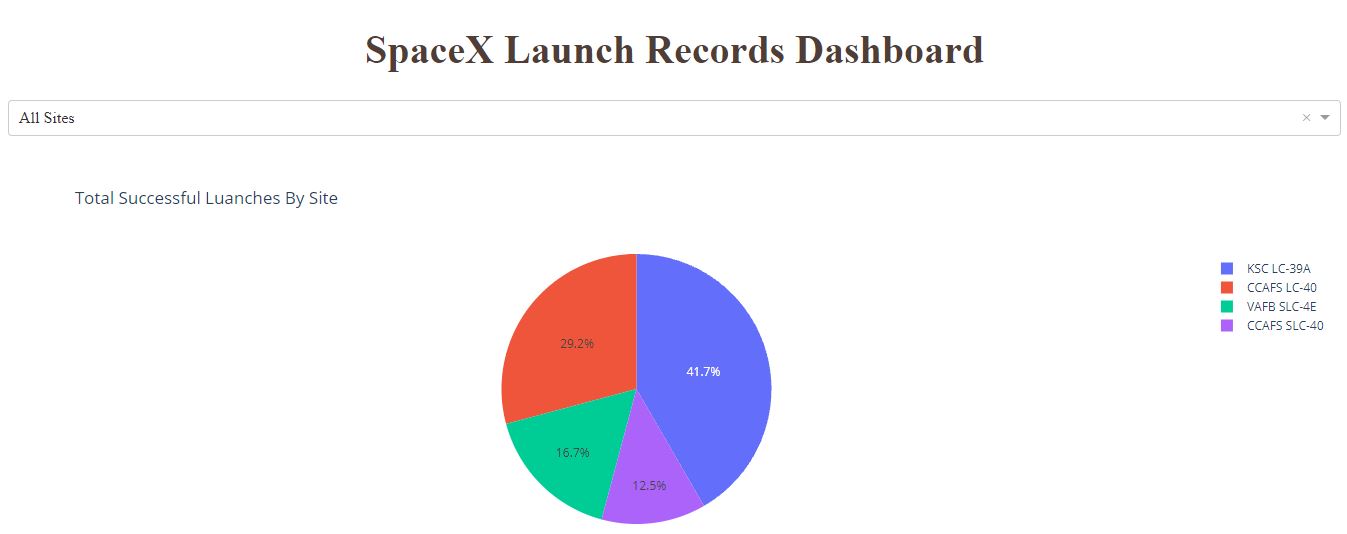 SpaceX Launch Records Dashboard
All Sites
×
Total Successful Luanches By Site
KSC LC-39A
CCAFS LC-40
VAFB SLC-4E
CCAFS SLC-40
29.2%
41.7%
16.7%
12.5%